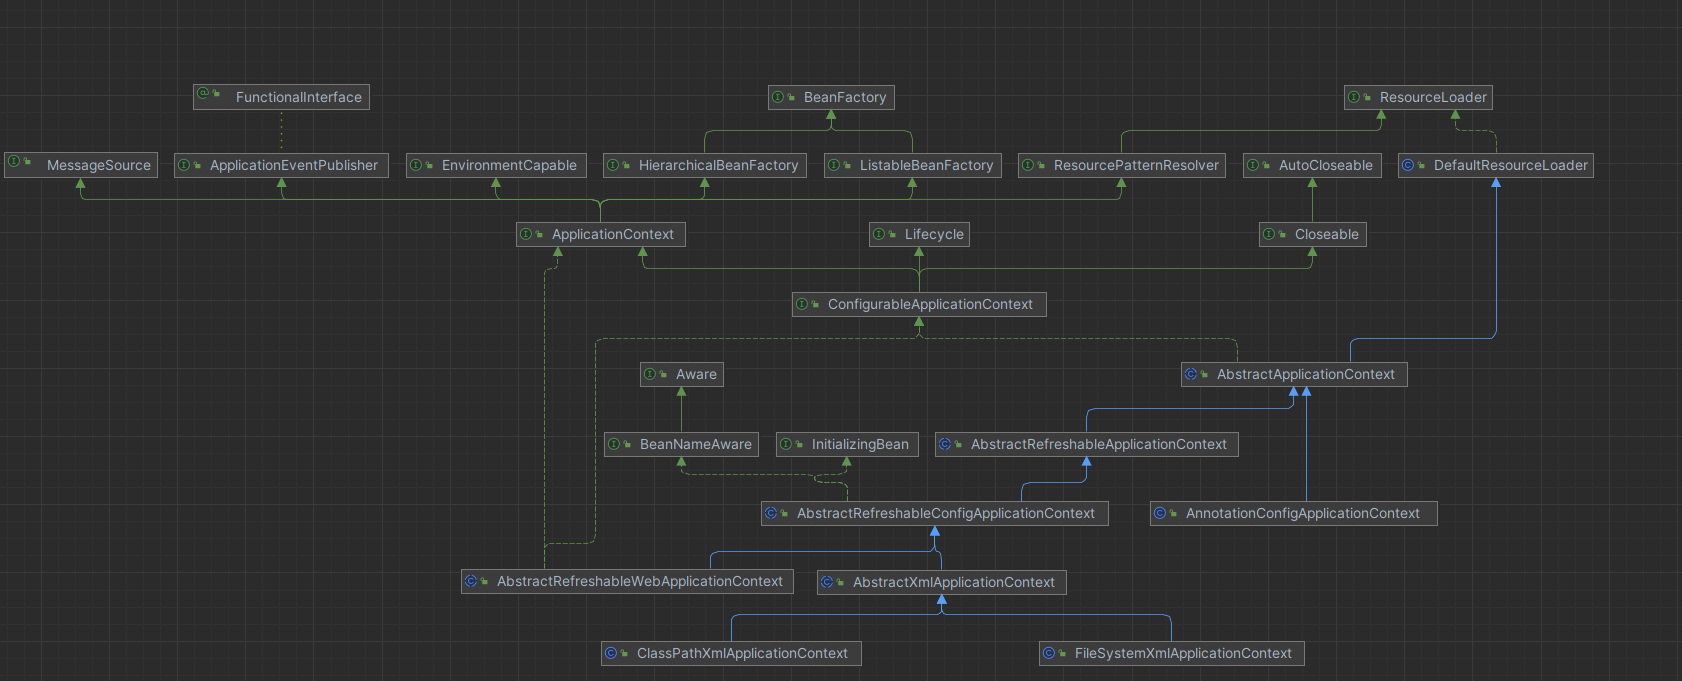 FunctionalInterface
BeanFactory
ResourceLoader
MessageSource
ApplicationEventPublisher
EnvironmentCapable
HierarchicalBeanFactory
ListableBeanFactory
ResourcePatternResolver
AutoCloseable
DefaultResourceLoader
ApplicationContext
Lifecycle
Closeable
ConfigurableApplicationContext
Aware
AbstractApplicationContext
BeanNameAware
InitializingBean
AbstractRefreshableApplicationContext
AbstractRefreshableConfigApplicationContext
AnnotationConfigApplicationContext
AbstractRefreshableWebApplicationContext
AbstractXmlApplicationContext
ClassPathXmlApplicationContext
FileSystemXmlApplicationContext